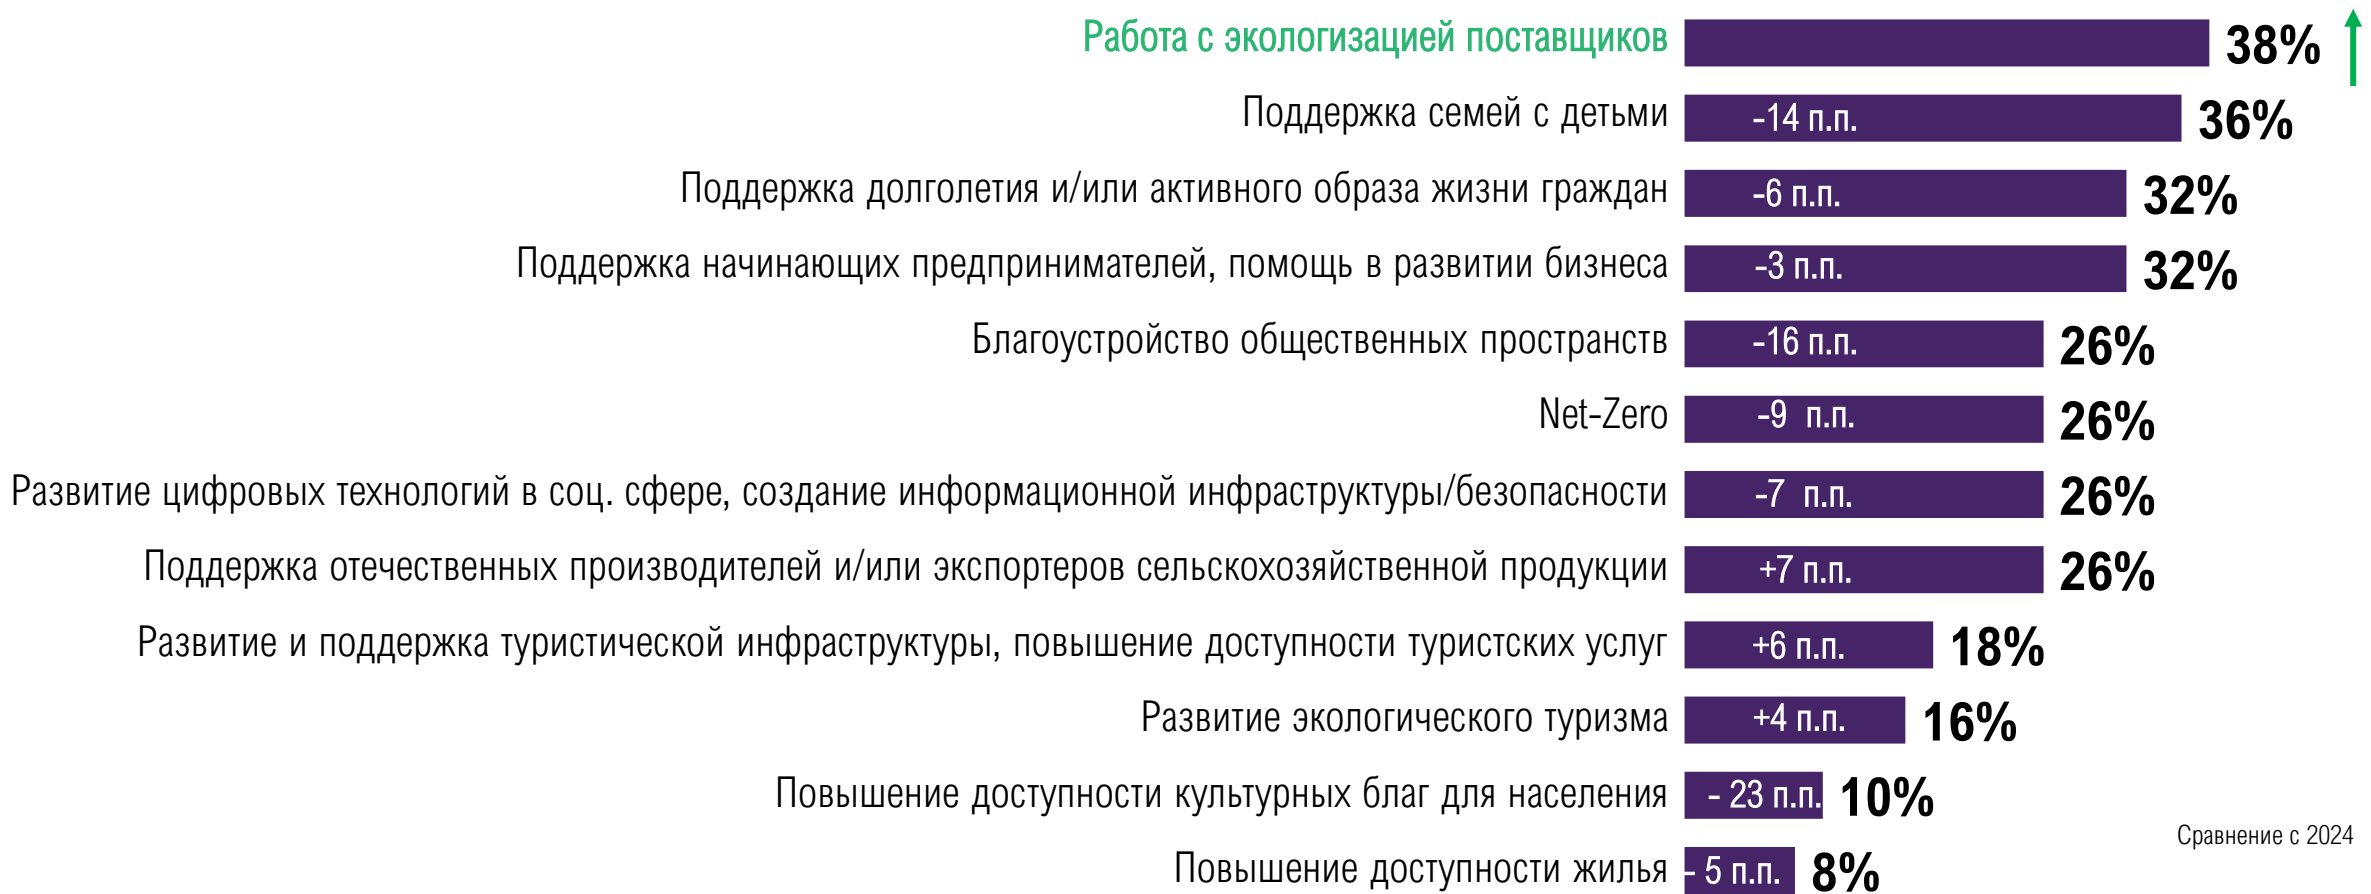 Работа с экологизацией поставщиков 38%
Поддержка семей с детьми -14 п.п. 36%
Поддержка долголетия и/или активного образа жизни граждан -6 п.п. 32%
Поддержка начинающих предпринимателей, помощь в развитии бизнеса -3 п.п. 32%
Благоустройство общественных пространств -16 п.п. 26%
Net-Zero -9 п.п. 26%
Развитие цифровых технологий в соц. сфере, создание информационной инфраструктуры/безопасности -7 п.п. 26%
Поддержка отечественных производителей и/или экспортеров сельскохозяйственной продукции +7 п.п. 26%
Развитие и поддержка туристической инфраструктуры, повышение доступности туристских услуг +6 п.п. 18%
Развитие экологического туризма +4 п.п. 16%
Повышение доступности культурных благ для населения - 23 п.п. 10%
Сравнение с 2024
Повышение доступности жилья - 5 п.п. 8%